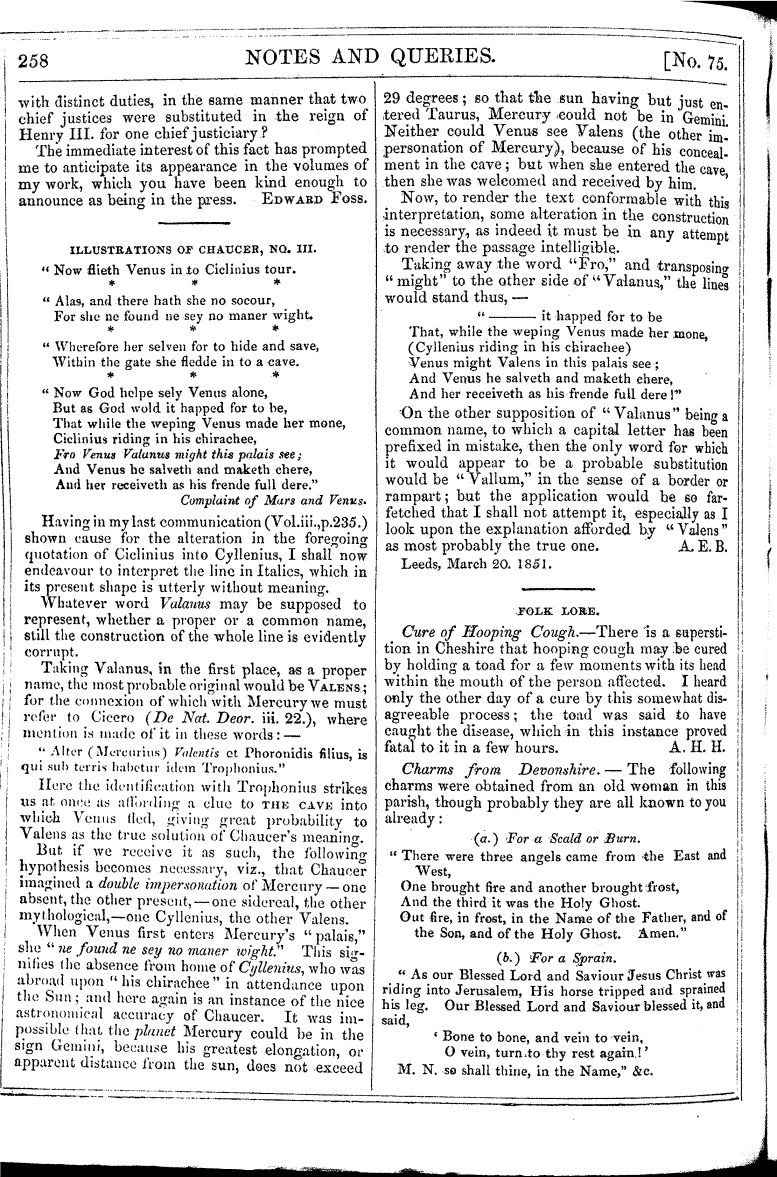 258 NOTES AND QUERIES. [No. 75.
with distinct duties, in the same manner that two
chief justices were substituted in the reign of
Henry III. for one chief justiciary?
The immediate interest of this fact has prompted
me to anticipate its appearance in the volumes of
my work, which you have been kind enough to
announce as being in the press. EDWARD FOSS.
ILLUSTRATIONS OF CHAUCER, NO. III.
" Now flieth Venus in to Ciclinius tour.
* * *
" Alas, and there hath she no socour,
For she ne found ne sey no maner wight.
* * *
" Wherefore her selven for to hide and save,
Within the gate she fledde in to a cave.
* * *
" Now God helpe sely Venus alone,
But as God wold it happed for to be,
That while the weping Venus made her mone,
Ciclinius riding in his chirachee,
Fro Venus Valanus might this palais see;
And Venus he salveth and maketh chere,
And her receiveth as his frende full dere."
Complaint of Mars and Venus.
Having in my last communication (Vol.iii.,p.235.)
shown cause for the alteration in the foregoing
quotation of Ciclinius into Cyllenius, I shall now
endeavour to interpret the line in Italics, which in
its present shape is utterly without meaning.
Whatever word Valanus may be supposed to
represent, whether a proper or a common name,
still the construction of the whole line is evidently
corrupt.
Taking Valanus, in the first place, as a proper
name, the most probable original would be VALENS;
for the connexion of which with Mercury we must
refer to Cicero (De Nat. Deor. iii. 22.), where
mention is made of it in these words: —
" Alter (Mercurius) Valentis et Phoronidis filius, is
qui sub terris habetur idem Trophonius."
Here the identification with Trophonius strikes
us at once as affording a clue to THE CAVE into
which Venus fled, giving great probability to
Valens as the true solution of Chaucer's meaning.
But if we receive it as such, the following
hypothesis becomes necessary, viz., that Chaucer
imagined a double impersonation of Mercury — one
absent, the other present, — one sidereal, the other
mythological,—one Cyllenius, the other Valens.
When Venus first enters Mercury's "palais,"
she "ne found ne sey no maner wight." This sig-
nifies the absence from home of Cyllenius, who was
abroad upon "his chirachee" in attendance upon
the Sun; and here again is an instance of the nice
astronomical accuracy of Chaucer. It was im-
possible that the planet Mercury could be in the
sign Gemini, because his greatest elongation, or
apparent distance from the sun, does not exceed
29 degrees; so that the sun having but just en-
tered Taurus, Mercury could not be in Gemini.
Neither could Venus see Valens (the other im-
personation of Mercury), because of his conceal-
ment in the cave; but when she entered the cave,
then she was welcomed and received by him.
Now, to render the text conformable with this
interpretation, some alteration in the construction
is necessary, as indeed it must be in any attempt
to render the passage intelligible.
Taking away the word "Fro," and transposing
"might" to the other side of "Valanus," the lines
would stand thus, —
" ——— it happed for to be
That, while the weping Venus made her mone,
(Cyllenius riding in his chirachee)
Venus might Valens in this palais see;
And Venus he salveth and maketh chere,
And her receiveth as his frende full dere!"
On the other supposition of "Valanus" being a
common name, to which a capital letter has been
prefixed in mistake, then the only word for which
it would appear to be a probable substitution
would be "Vallum," in the sense of a border or
rampart; but the application would be so far-
fetched that I shall not attempt it, especially as I
look upon the explanation afforded by "Valens"
as most probably the true one. A. E. B.
Leeds, March 20. 1851.
FOLK LORE.
Cure of Hooping Cough.—There is a supersti-
tion in Cheshire that hooping cough may be cured
by holding a toad for a few moments with its head
within the mouth of the person affected. I heard
only the other day of a cure by this somewhat dis-
agreeable process; the toad was said to have
caught the disease, which in this instance proved
fatal to it in a few hours. A. H. H.
Charms from Devonshire. — The following
charms were obtained from an old woman in this
parish, though probably they are all known to you
already:
(a.) For a Scald or Burn.
" There were three angels came from the East and
West,
One brought fire and another brought frost,
And the third it was the Holy Ghost.
Out fire, in frost, in the Name of the Father, and of
the Son, and of the Holy Ghost. Amen."
(b.) For a Sprain.
" As our Blessed Lord and Saviour Jesus Christ was
riding into Jerusalem, His horse tripped and sprained
his leg. Our Blessed Lord and Saviour blessed it, and
said,
' Bone to bone, and vein to vein,
O vein, turn to thy rest again!'
M. N. so shall thine, in the Name," &c.